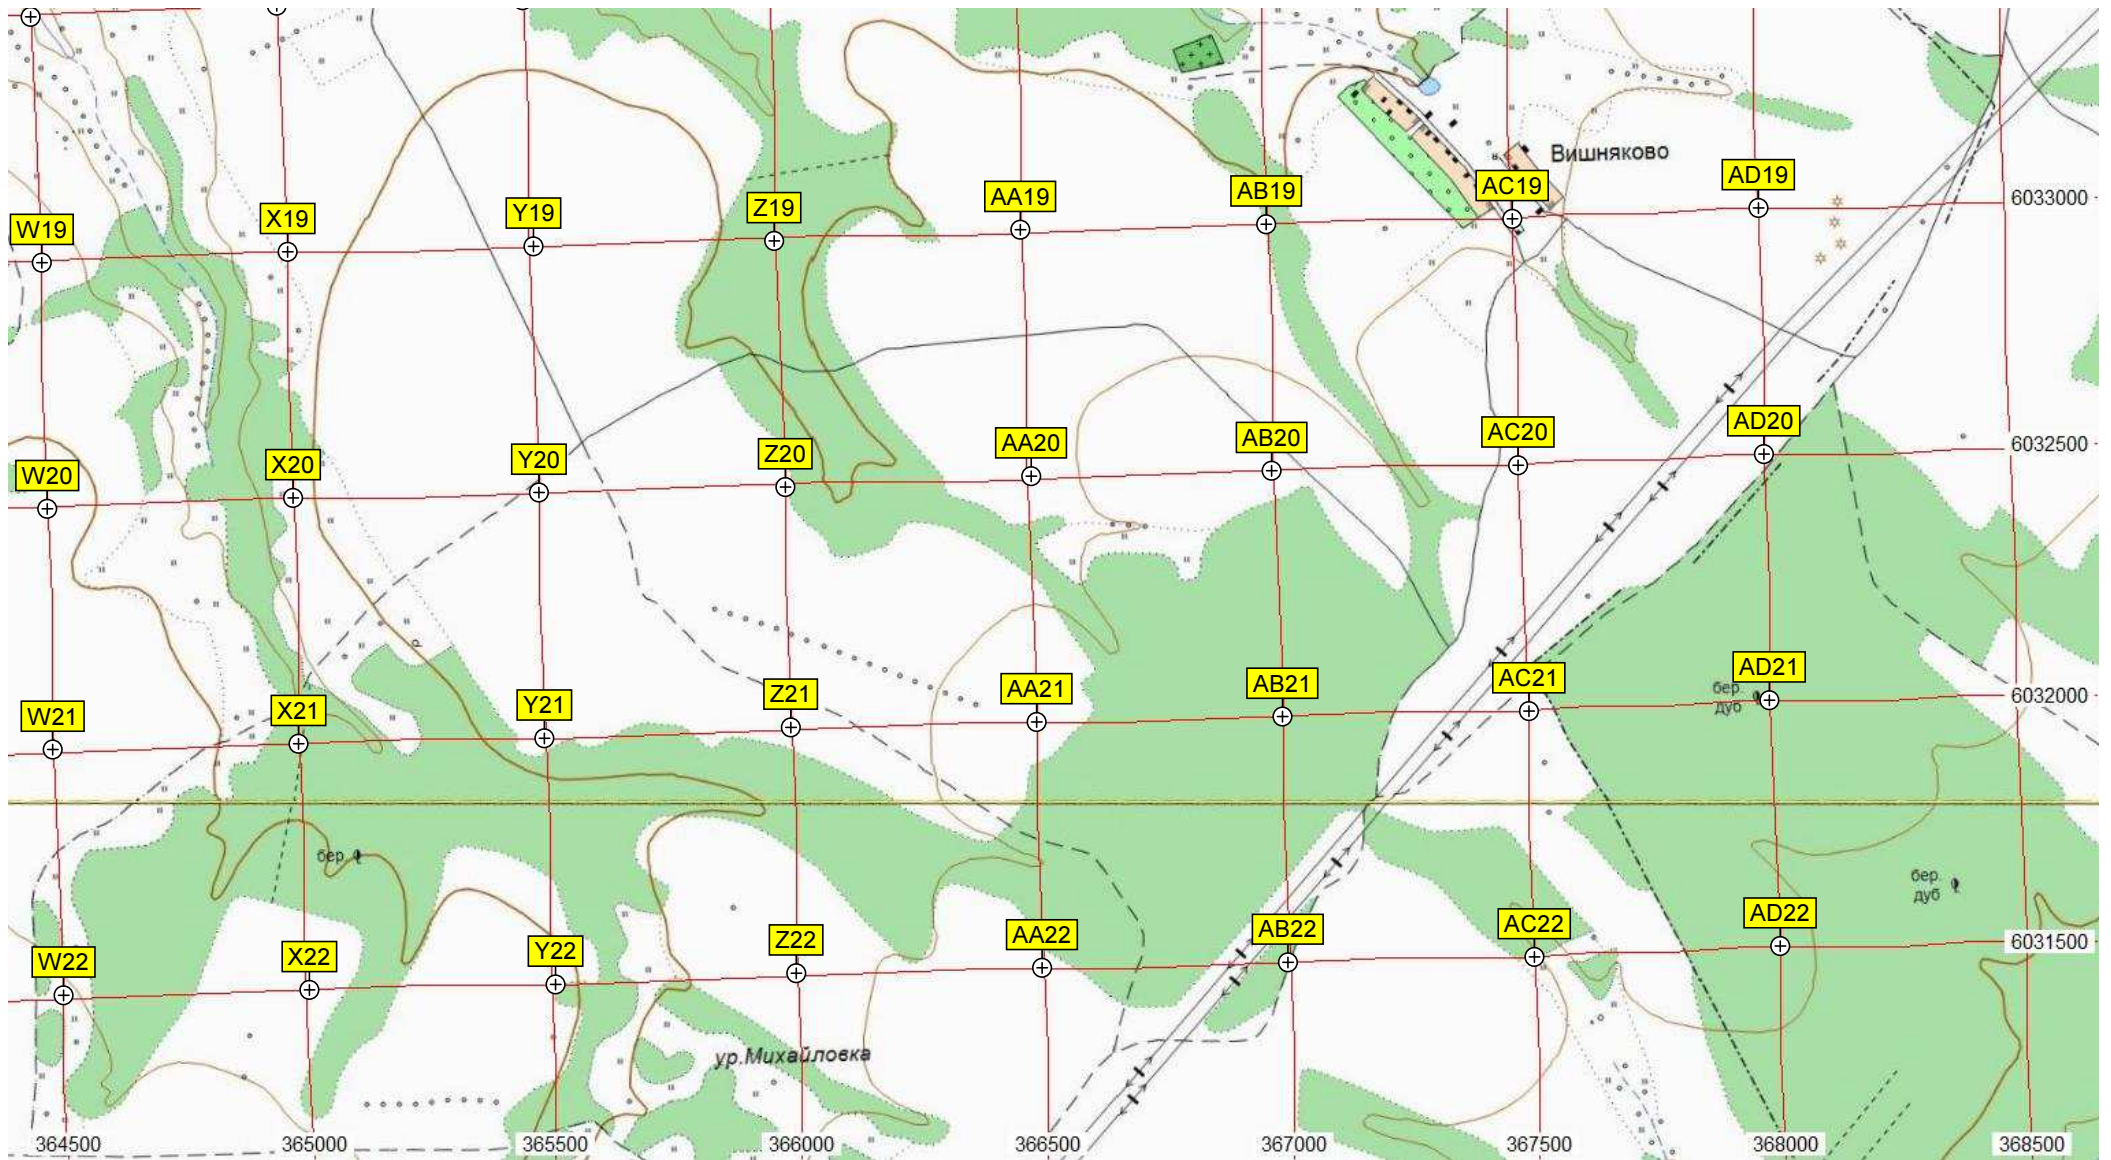 Вишняково
AC19
AD19
AB19
AA19
Z19
Y19
X19
W19
6033000
AD20
AC20
AB20
AA20
Z20
Y20
X20
W20
6032500
Р
AD21
AC21
AB21
AA21
Z21
Y21
X21
W21
бер.
дуб
6032000
бер.
бер.
дуб
AD22
AC22
AB22
AA22
Z22
Y22
X22
W22
6031500
ур.Михайловка
364500 365000 365500 366000 366500 367000 367500 368000 368500